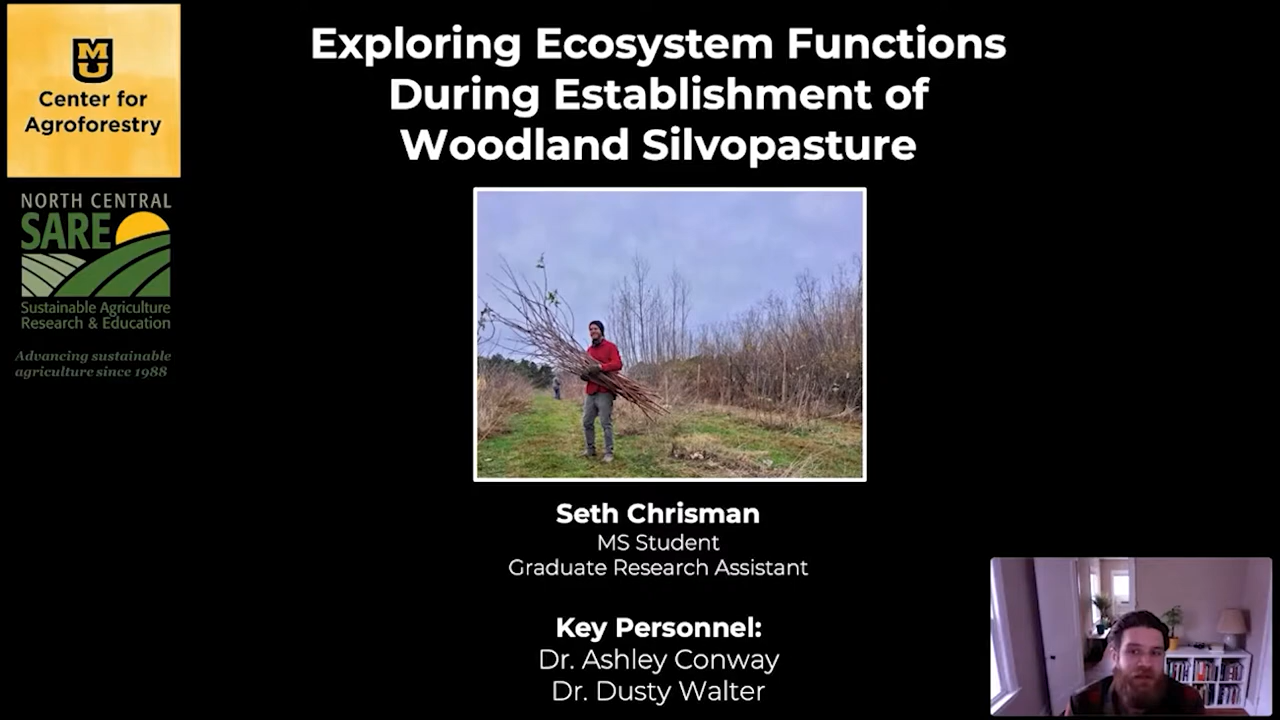 Exploring Ecosystem Functions
During Establishment of
Woodland Silvopasture
MU
Center for
Agroforestry
NORTH CENTRAL
SARE
Sustainable Agriculture
Research & Education
Advancing sustainable
agriculture since 1988
Seth Chrisman
MS Student
Graduate Research Assistant
Key Personnel:
Dr. Ashley Conway
Dr. Dusty Walter